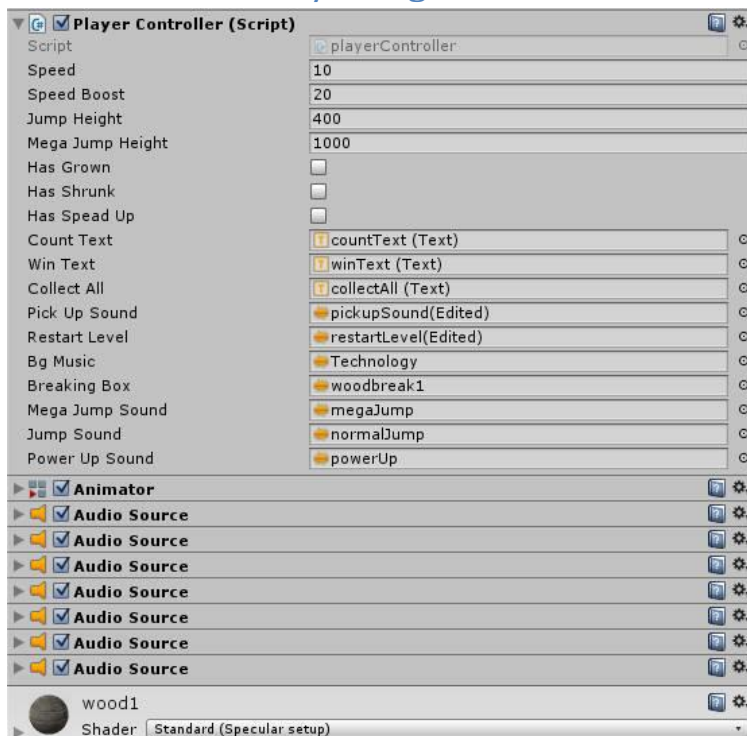 Player Controller (Script)
Script playerController
Speed 10
Speed Boost 20
Jump Height 400
Mega Jump Height 1000
Has Grown
Has Shrunk
Has Spead Up
Count Text countText (Text)
Win Text winText (Text)
Collect All collectAll (Text)
Pick Up Sound pickupSound(Edited)
Restart Level restartLevel(Edited)
Bg Music Technology
Breaking Box woodbreak1
Mega Jump Sound megaJump
Jump Sound normalJump
Power Up Sound powerUp
Animator
Audio Source
Audio Source
Audio Source
Audio Source
Audio Source
Audio Source
Audio Source
wood1
Shader Standard (Specular setup)